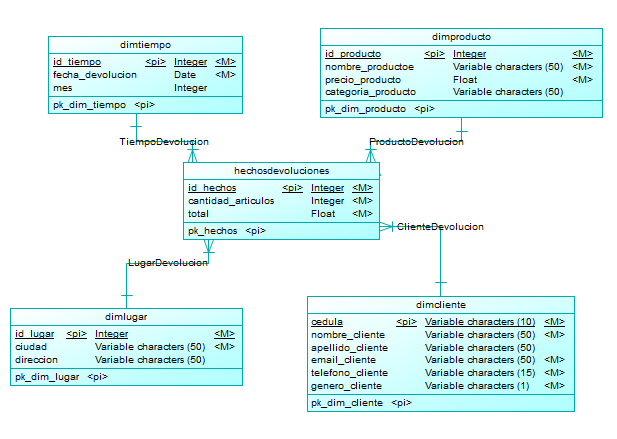 dimtiempo
id_tiempo <pi> Integer <M>
fecha_devolucion Date <M>
mes Integer
pk_dim_tiempo <pi>
dimproducto
id_producto <pi> Integer <M>
nombre_productoe Variable characters (50) <M>
precio_producto Float <M>
categoria_producto Variable characters (50)
pk_dim_producto <pi>
TiempoDevolucion
ProductoDevolucion
hechosdevoluciones
id_hechos <pi> Integer <M>
cantidad_articulos Integer <M>
total Float <M>
pk_hechos <pi>
ClienteDevolucion
LugarDevolucion
dimlugar
id_lugar <pi> Integer <M>
ciudad Variable characters (50) <M>
direccion Variable characters (50)
pk_dim_lugar <pi>
dimcliente
cedula <pi> Variable characters (10) <M>
nombre_cliente Variable characters (50) <M>
apellido_cliente Variable characters (50)
email_cliente Variable characters (50) <M>
telefono_cliente Variable characters (15) <M>
genero_cliente Variable characters (1) <M>
pk_dim_cliente <pi>